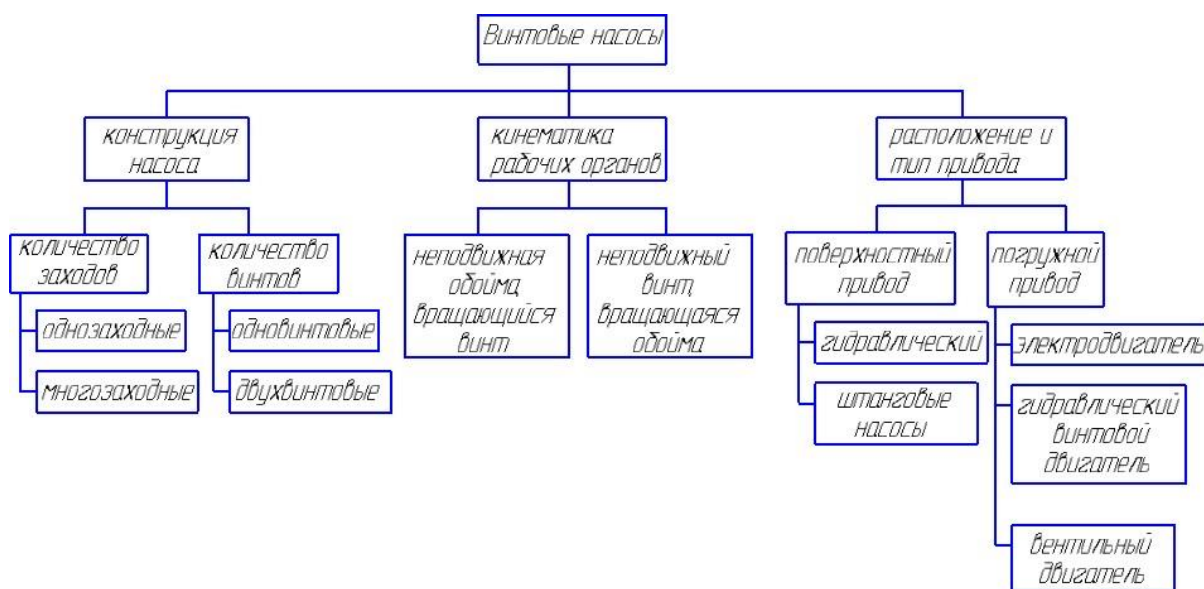 Винтовые насосы
конструкция
насоса
кинематика
рабочих органов
расположение и
тип привода
количество
заходов
количество
винтов
неподвижная
обойма,
вращающийся
винт
неподвижный
винт,
вращающаяся
обойма
поверхностный
привод
погружной
привод
однозаходные
многозаходные
одновинтовые
двухвинтовые
гидравлический
штанговые
насосы
электродвигатель
гидравлический
винтовой
двигатель
вентильный
двигатель